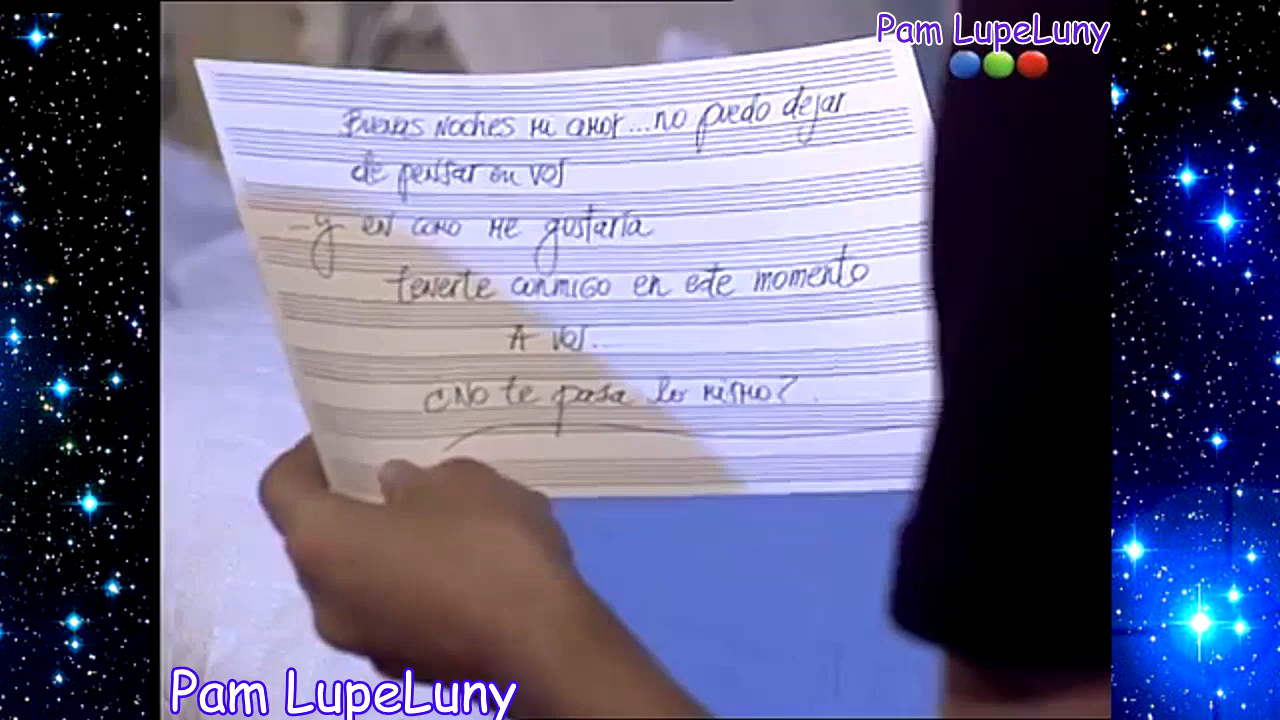 Pam LupeLuny
Buenas noches mi amor...no puedo dejar
de pensar en vos
-y en como me gustaría
tenerte conmigo en este momento
A vos...
¿No te pasa lo mismo?
Pam LupeLuny